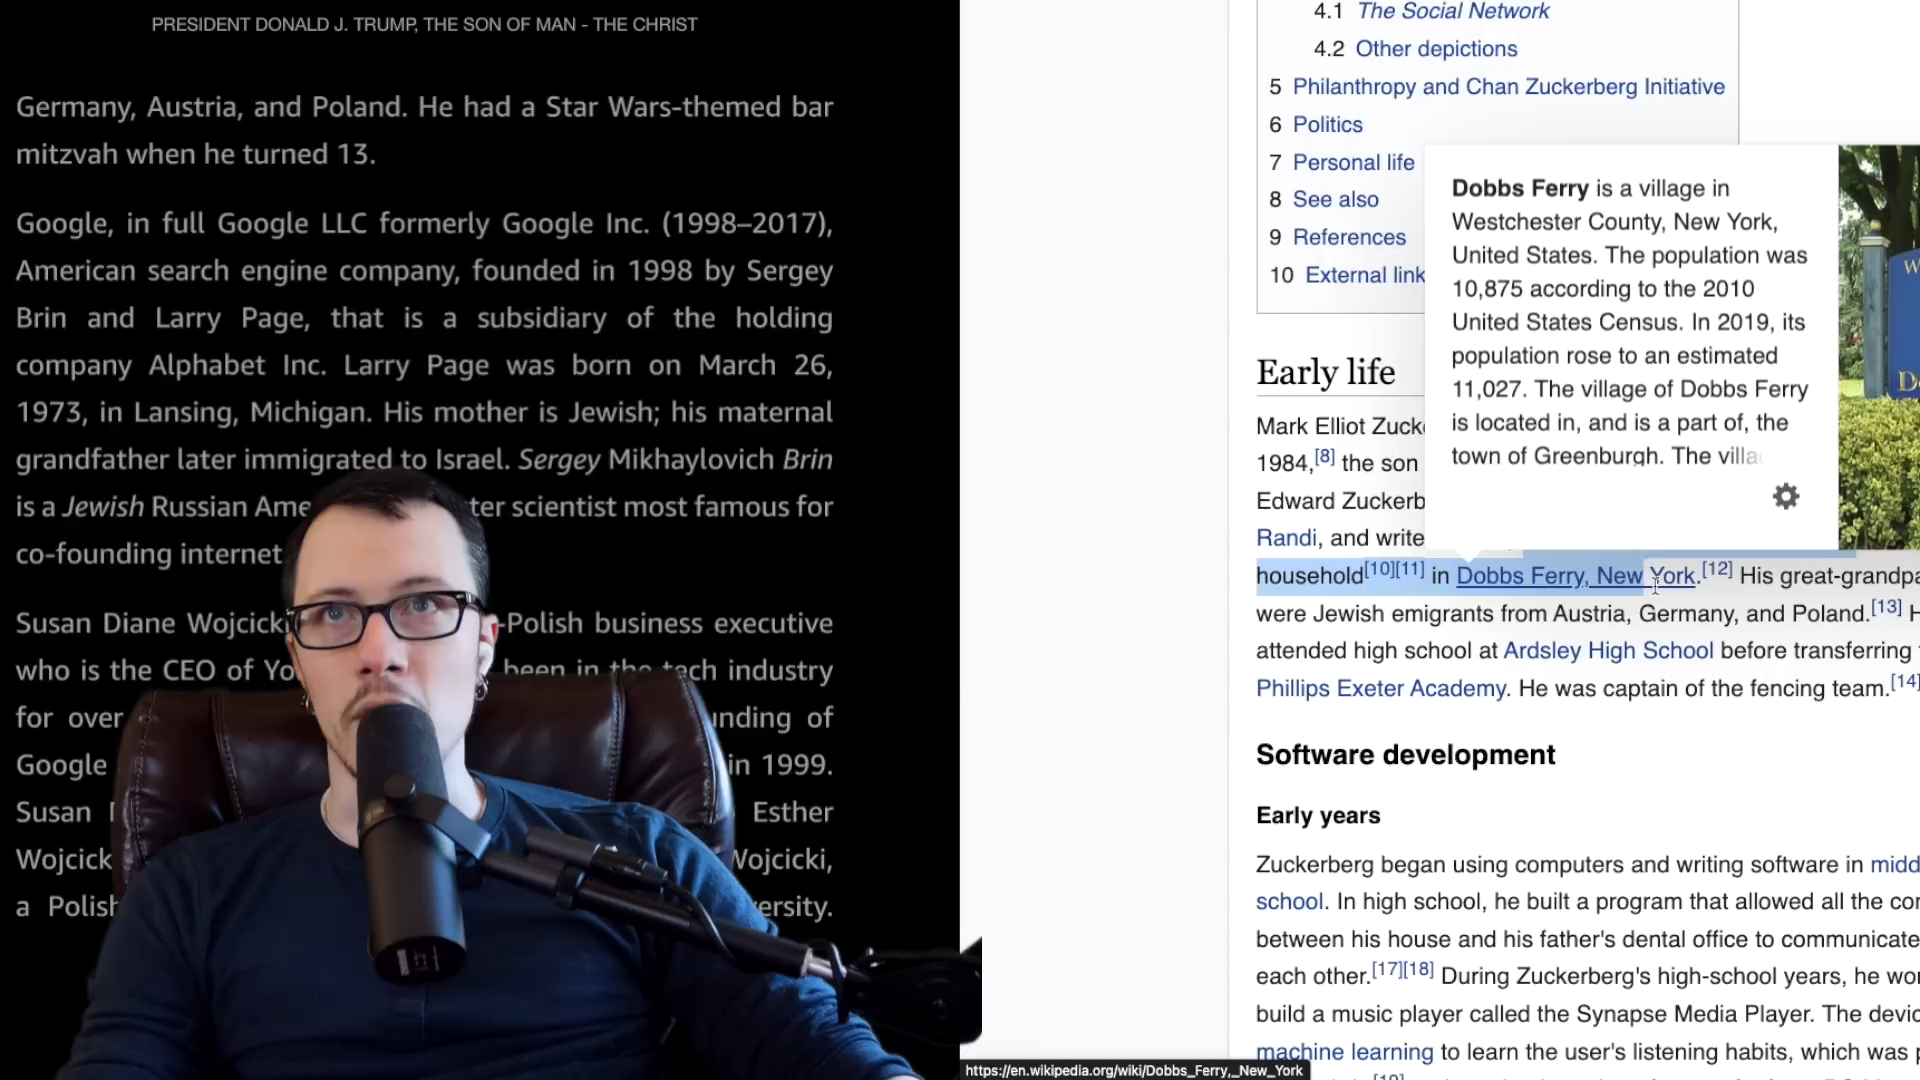 PRESIDENT DONALD J. TRUMP, THE SON OF MAN - THE CHRIST
Germany, Austria, and Poland. He had a Star Wars-themed bar
mitzvah when he turned 13.
Google, in full Google LLC formerly Google Inc. (1998–2017),
American search engine company, founded in 1998 by Sergey
Brin and Larry Page, that is a subsidiary of the holding
company Alphabet Inc. Larry Page was born on March 26,
1973, in Lansing, Michigan. His mother is Jewish; his maternal
grandfather later immigrated to Israel. Sergey Mikhaylovich Brin
is a Jewish Russian Ame ter scientist most famous for
co-founding internet
Susan Diane Wojcicki -Polish business executive
who is the CEO of Yo been in the tech industry
for over unding of
Google in 1999.
Susan Esther
Wojcick Wojcicki,
a Polish ersity.
4.1 The Social Network
4.2 Other depictions
5 Philanthropy and Chan Zuckerberg Initiative
6 Politics
7 Personal life
8 See also
9 References
10 External link
Dobbs Ferry is a village in
Westchester County, New York,
United States. The population was
10,875 according to the 2010
United States Census. In 2019, its
population rose to an estimated
11,027. The village of Dobbs Ferry
is located in, and is a part of, the
town of Greenburgh. The villa
Early life
Mark Elliot Zuck
1984,[8] the son
Edward Zuckerb
Randi, and write
household[10][11] in Dobbs Ferry, New York.[12] His great-grandpa
were Jewish emigrants from Austria, Germany, and Poland.[13] H
attended high school at Ardsley High School before transferring
Phillips Exeter Academy. He was captain of the fencing team.[14]
Software development
Early years
Zuckerberg began using computers and writing software in midd
school. In high school, he built a program that allowed all the co
between his house and his father's dental office to communicate
each other.[17][18] During Zuckerberg's high-school years, he wo
build a music player called the Synapse Media Player. The devic
machine learning to learn the user's listening habits, which was
https://en.wikipedia.org/wiki/Dobbs_Ferry,_New_York